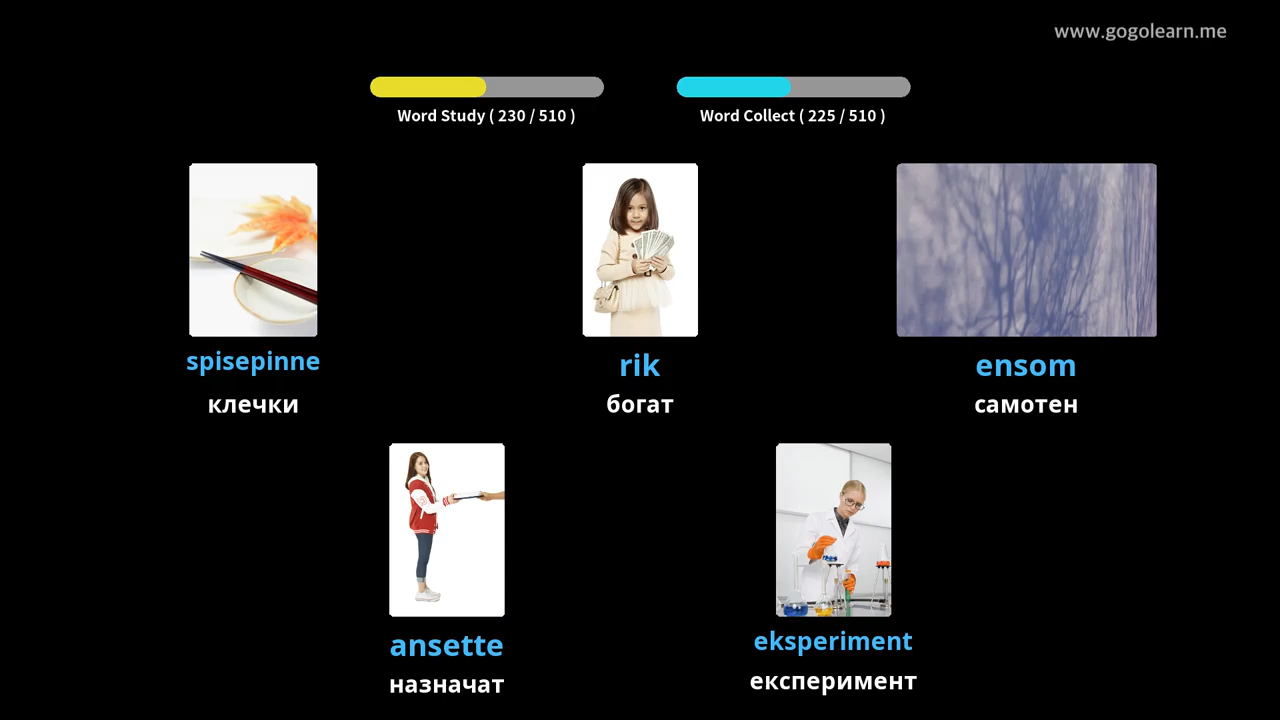 www.gogolearn.me
Word Study ( 230 / 510 )
Word Collect ( 225 / 510 )
spisepinne
клечки
rik
богат
ensom
самотен
ansette
назначат
eksperiment
експеримент